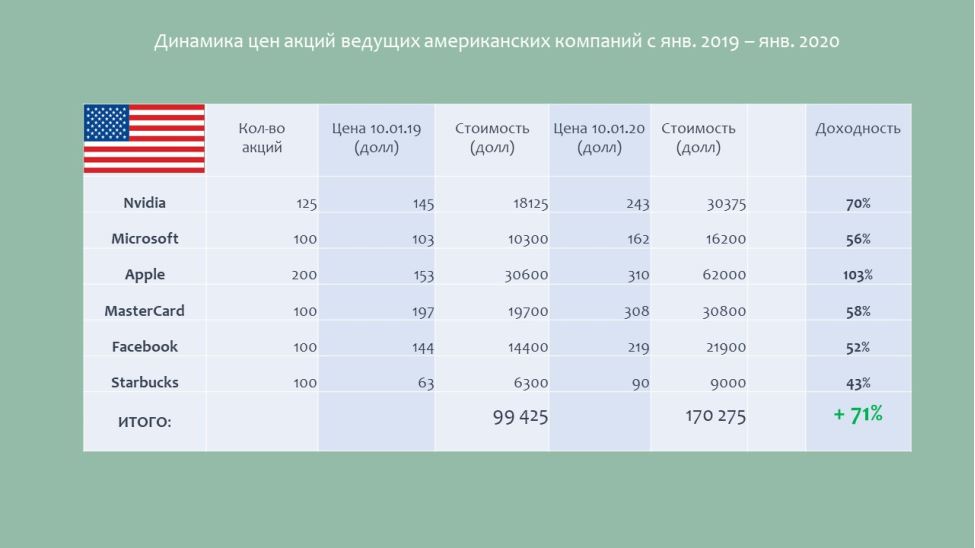 Динамика цен акций ведущих американских компаний с янв. 2019 – янв. 2020
Кол-во акций Цена 10.01.19 (долл) Стоимость (долл) Цена 10.01.20 (долл) Стоимость (долл) Доходность
Nvidia 125 145 18125 243 30375 70%
Microsoft 100 103 10300 162 16200 56%
Apple 200 153 30600 310 62000 103%
MasterCard 100 197 19700 308 30800 58%
Facebook 100 144 14400 219 21900 52%
Starbucks 100 63 6300 90 9000 43%
ИТОГО: 99 425 170 275 + 71%